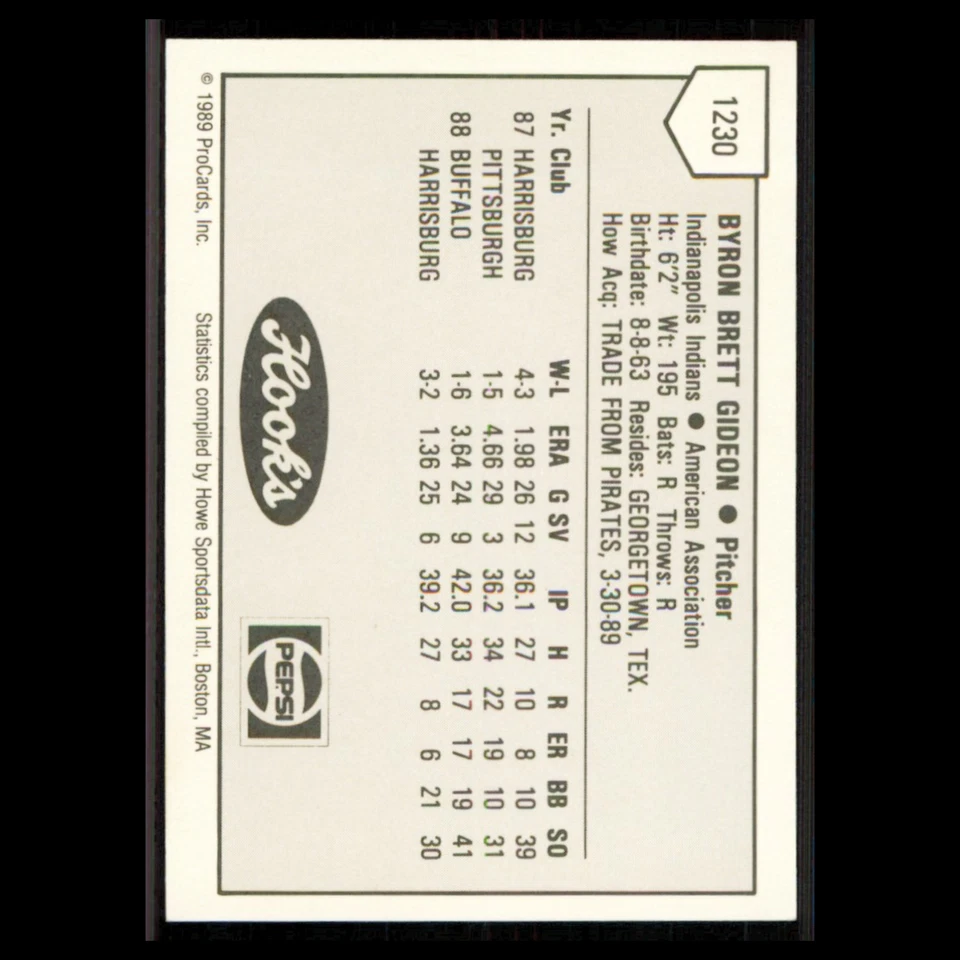 1230
BYRON BRETT GIDEON ● Pitcher
Indianapolis Indians ● American Association
Ht: 6'2" Wt: 195 Bats: R Throws: R
Birthdate: 8-8-63 Resides: GEORGETOWN, TEX.
How Acq: TRADE FROM PIRATES, 3-30-89
Yr. Club W-L ERA G SV IP H R ER BB SO
87 HARRISBURG 4-3 1.98 26 12 36.1 27 10 8 10 39
PITTSBURGH 1-5 4.66 29 3 36.2 34 22 19 10 31
88 BUFFALO 1-6 3.64 24 9 42.0 33 17 17 19 41
HARRISBURG 3-2 1.36 25 6 39.2 27 8 6 21 30
Hook's
PEPSI
© 1989 ProCards, Inc. Statistics compiled by Howe Sportsdata Intl., Boston, MA